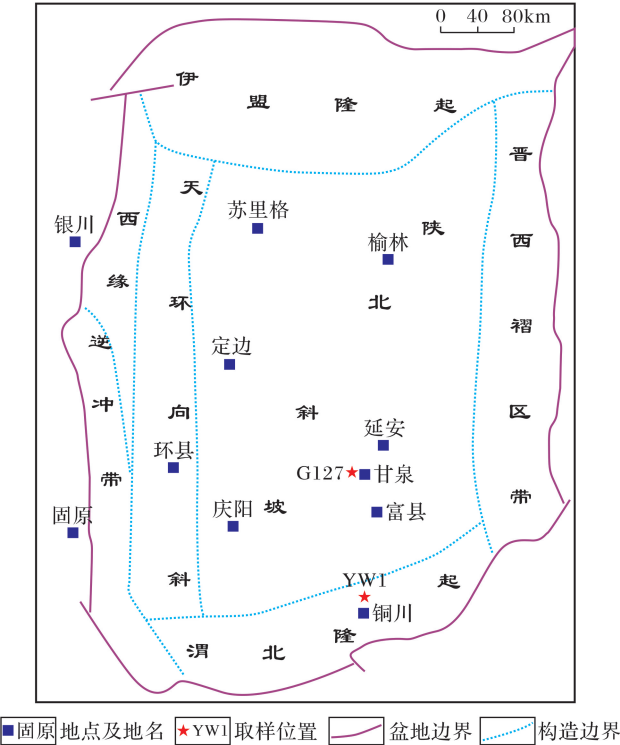 0 40 80km
伊盟隆起
晋西褶区带
天环向斜
西缘逆冲带
陕北斜坡
苏里格
银川
榆林
定边
延安
环县
G127
甘泉
固原
庆阳
富县
YW1
铜川
渭北隆起
固原 地点及地名 YW1 取样位置 盆地边界 构造边界